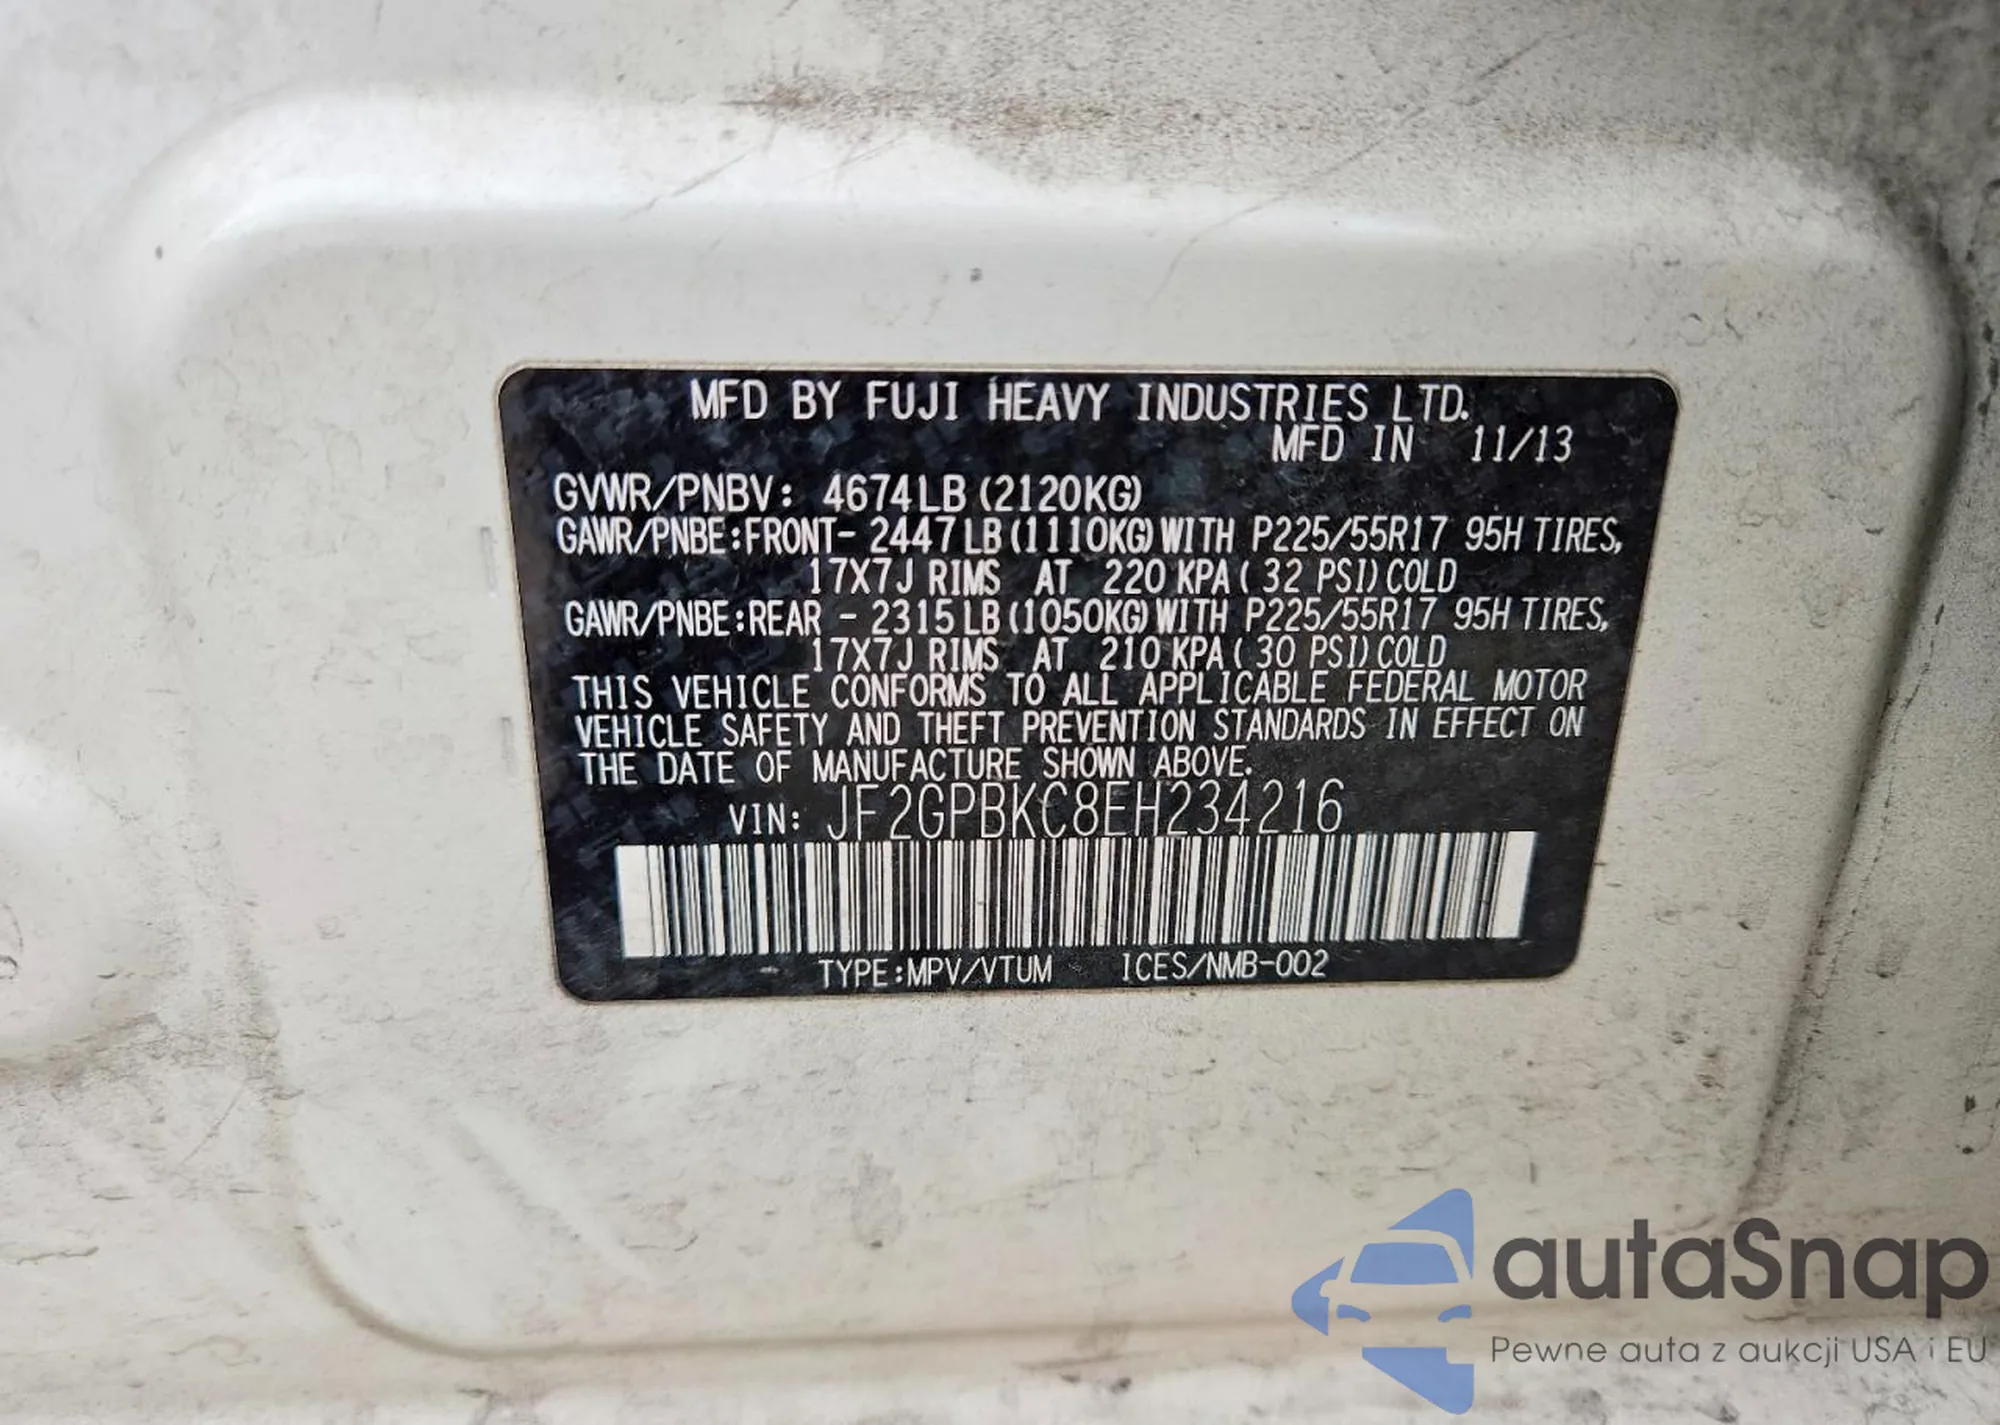 MFD BY FUJI HEAVY INDUSTRIES LTD.
MFD IN 11/13
GVWR/PNBV: 4674LB (2120KG)
GAWR/PNBE:FRONT- 2447LB (1110KG) WITH P225/55R17 95H TIRES,
17X7J RIMS AT 220 KPA ( 32 PSI) COLD
GAWR/PNBE:REAR - 2315LB (1050KG) WITH P225/55R17 95H TIRES,
17X7J RIMS AT 210 KPA ( 30 PSI) COLD
THIS VEHICLE CONFORMS TO ALL APPLICABLE FEDERAL MOTOR
VEHICLE SAFETY AND THEFT PREVENTION STANDARDS IN EFFECT ON
THE DATE OF MANUFACTURE SHOWN ABOVE.
VIN: JF2GPBKC8EH234216
TYPE:MPV/VTUM ICES/NMB-002
autaSnap
Pewne auta z aukcji USA i EU